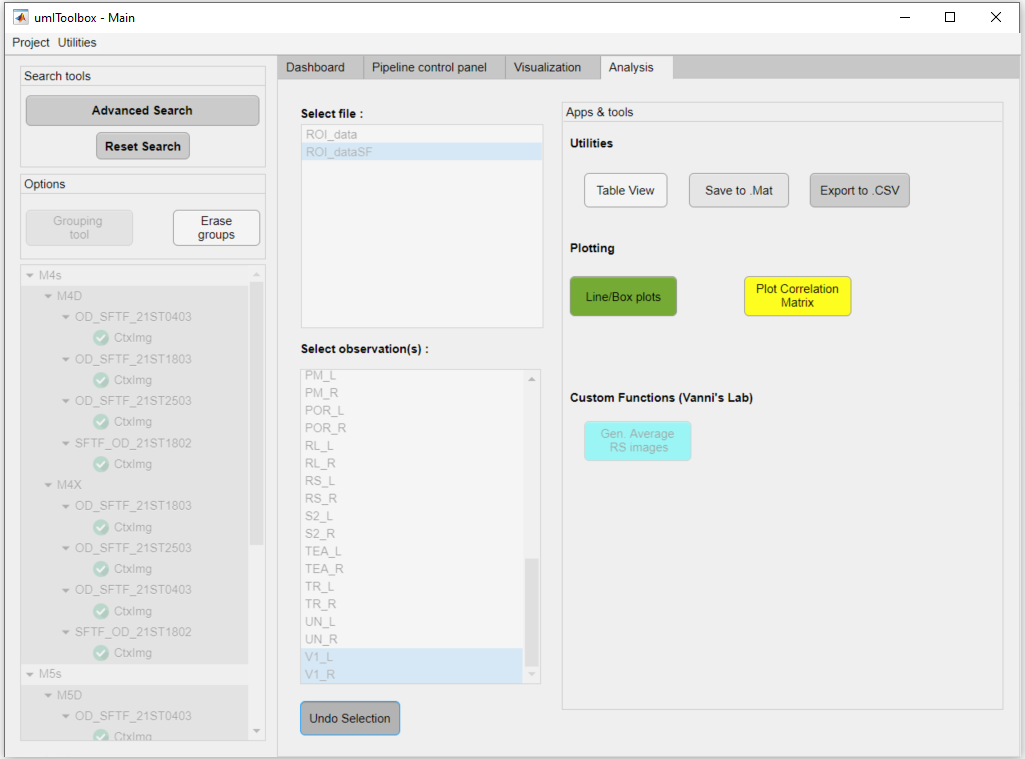 umIToolbox - Main
Project Utilities
Search tools
Advanced Search
Reset Search
Options
Grouping
tool
Erase
groups
M4s
M4D
OD_SFTF_21ST0403
CtxImg
OD_SFTF_21ST1803
CtxImg
OD_SFTF_21ST2503
CtxImg
SFTF_OD_21ST1802
CtxImg
M4X
OD_SFTF_21ST1803
CtxImg
OD_SFTF_21ST2503
CtxImg
OD_SFTF_21ST0403
CtxImg
SFTF_OD_21ST1802
CtxImg
M5s
M5D
OD_SFTF_21ST0403
CtxImg
Dashboard Pipeline control panel Visualization Analysis
Select file :
ROI_data
ROI_dataSF
Select observation(s) :
PM_L
PM_R
POR_L
POR_R
RL_L
RL_R
RS_L
RS_R
S2_L
S2_R
TEA_L
TEA_R
TR_L
TR_R
UN_L
UN_R
V1_L
V1_R
Undo Selection
Apps & tools
Utilities
Table View
Save to .Mat
Export to .CSV
Plotting
Line/Box plots
Plot Correlation
Matrix
Custom Functions (Vanni's Lab)
Gen. Average
RS images